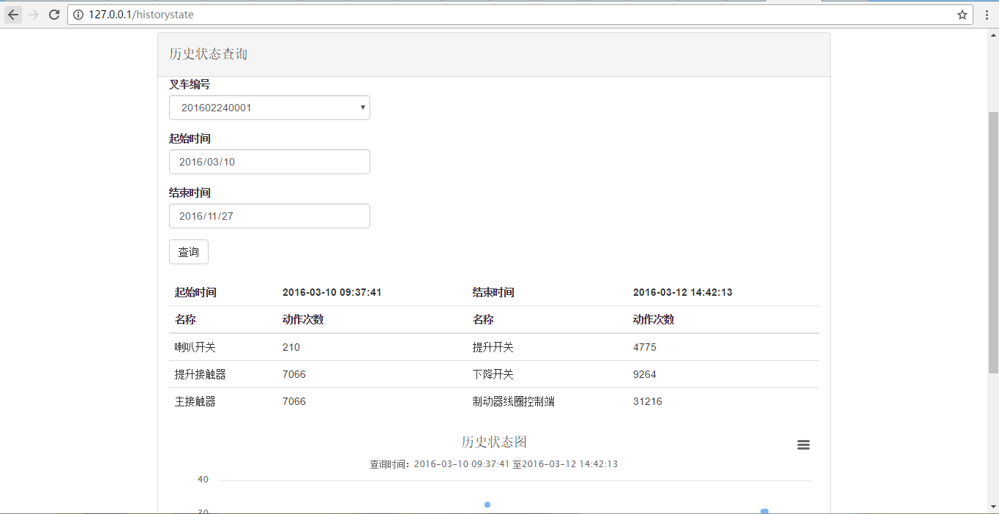 127.0.0.1/historystate
历史状态查询
叉车编号
201602240001
起始时间
2016/03/10
结束时间
2016/11/27
查询
起始时间 2016-03-10 09:37:41 结束时间 2016-03-12 14:42:13
名称 动作次数 名称 动作次数
喇叭开关 210 提升开关 4775
提升接触器 7066 下降开关 9264
主接触器 7066 制动器线圈控制端 31216
历史状态图
查询时间：2016-03-10 09:37:41 至2016-03-12 14:42:13
40
30